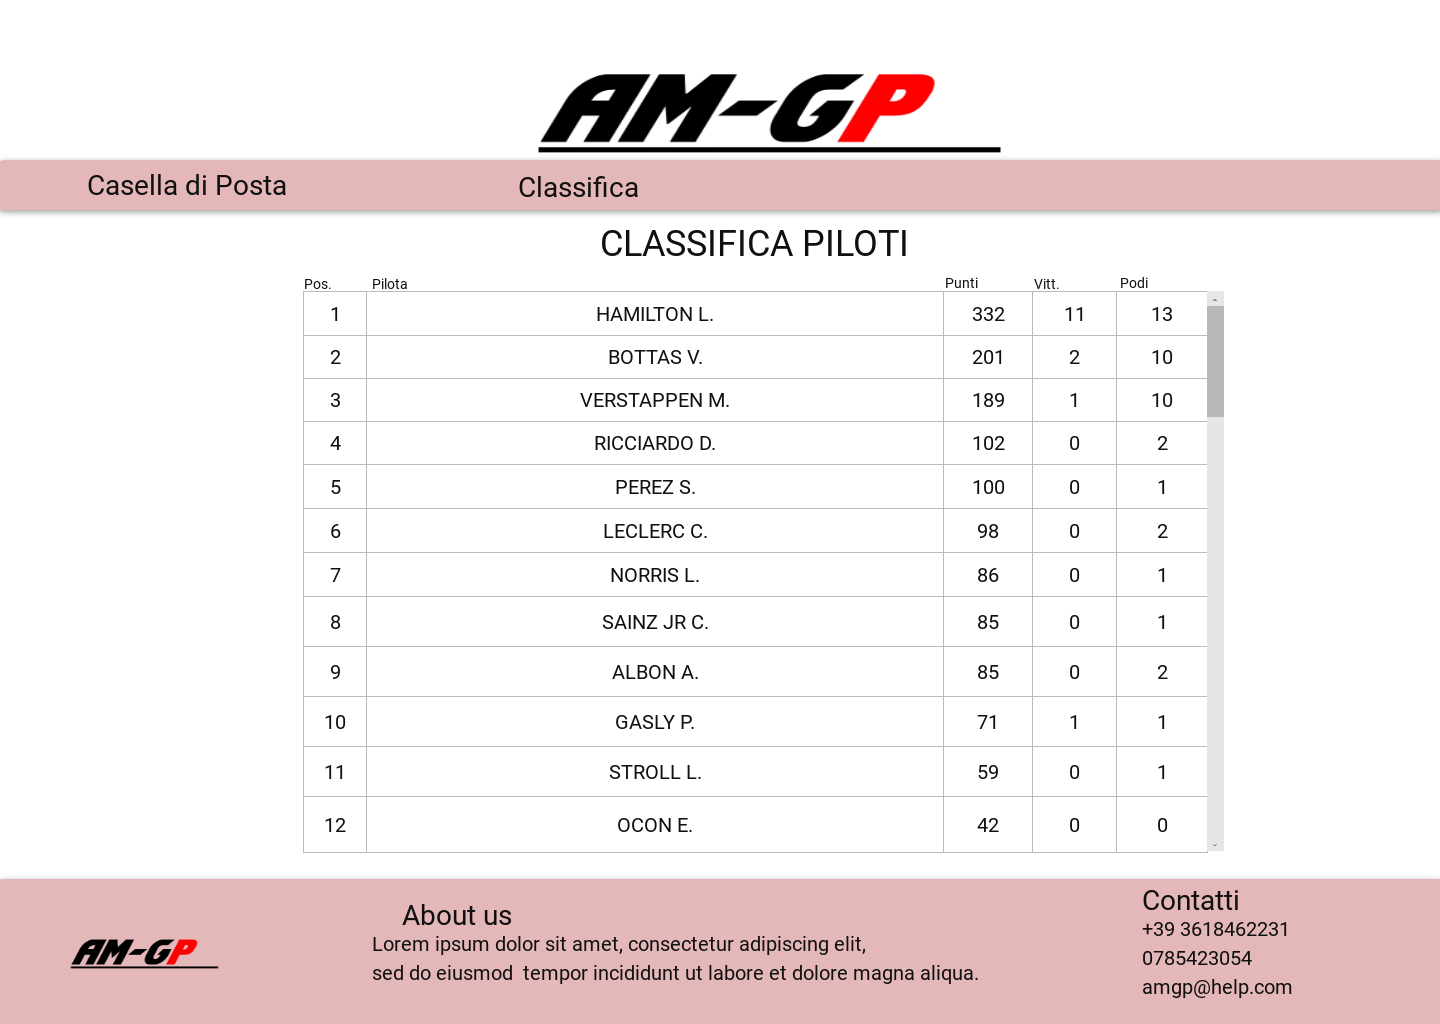 AM-GP
Casella di Posta Classifica
CLASSIFICA PILOTI
Pos. Pilota Punti Vitt. Podi
1 HAMILTON L. 332 11 13
2 BOTTAS V. 201 2 10
3 VERSTAPPEN M. 189 1 10
4 RICCIARDO D. 102 0 2
5 PEREZ S. 100 0 1
6 LECLERC C. 98 0 2
7 NORRIS L. 86 0 1
8 SAINZ JR C. 85 0 1
9 ALBON A. 85 0 2
10 GASLY P. 71 1 1
11 STROLL L. 59 0 1
12 OCON E. 42 0 0
AM-GP
About us
Lorem ipsum dolor sit amet, consectetur adipiscing elit,
sed do eiusmod  tempor incididunt ut labore et dolore magna aliqua.
Contatti
+39 3618462231
0785423054
amgp@help.com